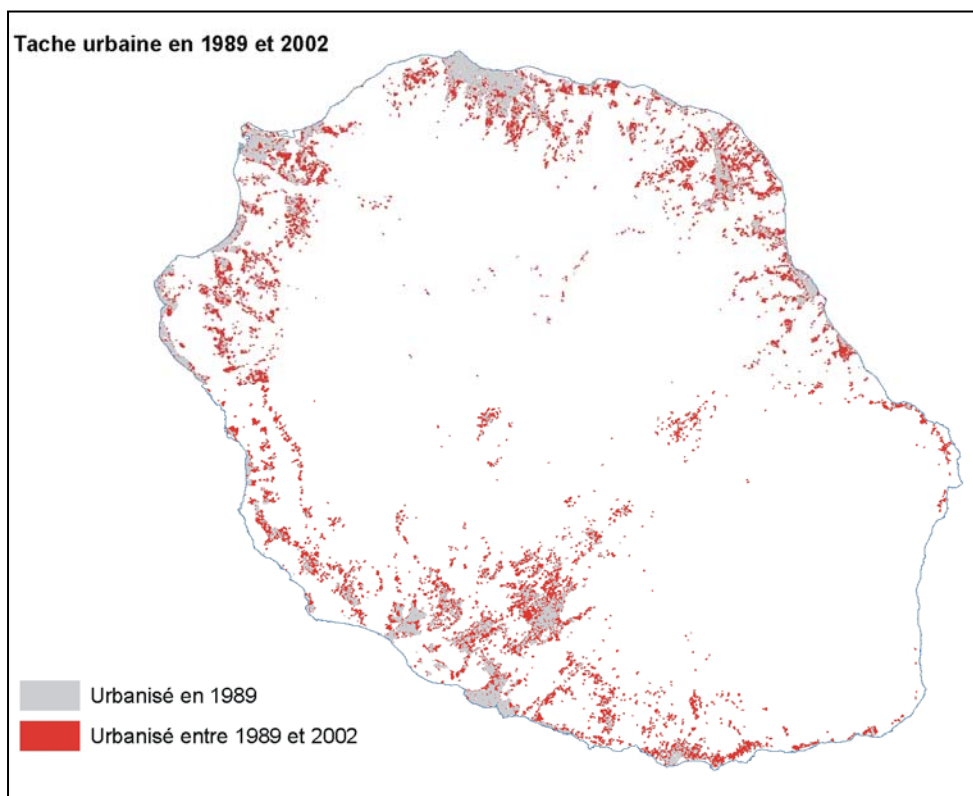 Tache urbaine en 1989 et 2002
Urbanisé en 1989
Urbanisé entre 1989 et 2002